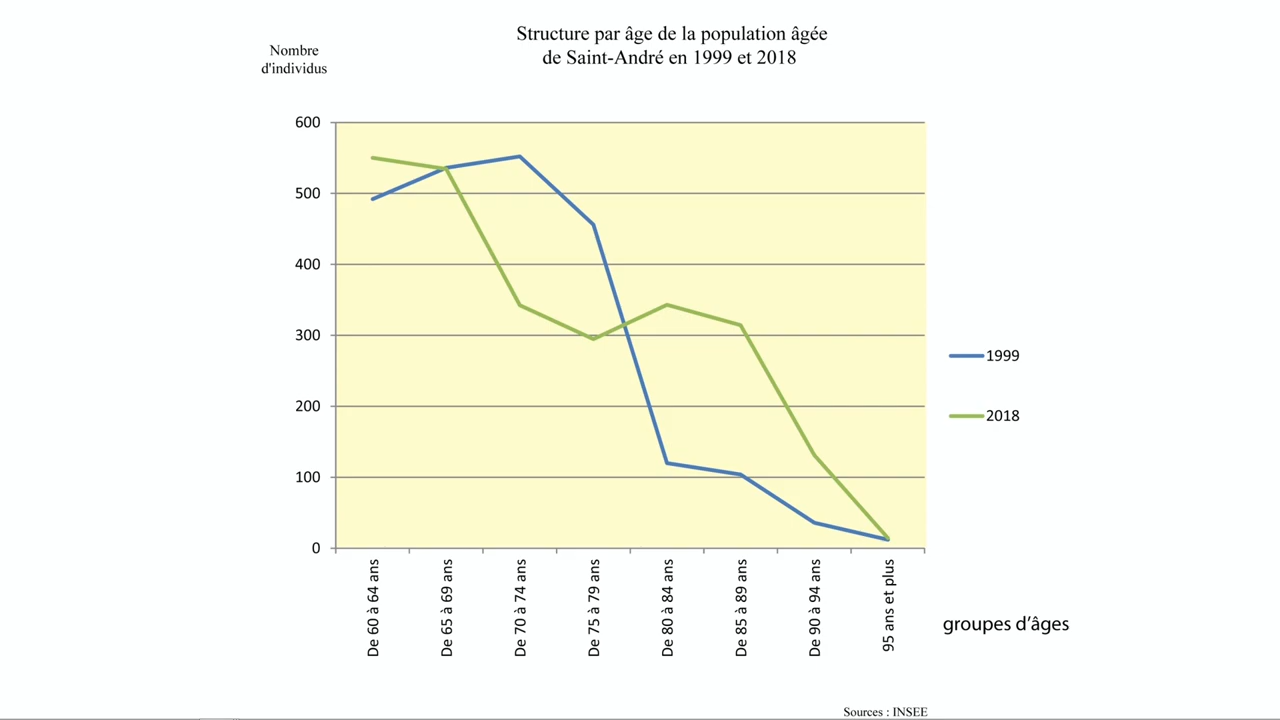 Structure par âge de la population âgée
de Saint-André en 1999 et 2018
Nombre
d'individus
600
500
400
300
200
100
0
De 60 à 64 ans
De 65 à 69 ans
De 70 à 74 ans
De 75 à 79 ans
De 80 à 84 ans
De 85 à 89 ans
De 90 à 94 ans
95 ans et plus
groupes d'âges
1999
2018
Sources : INSEE